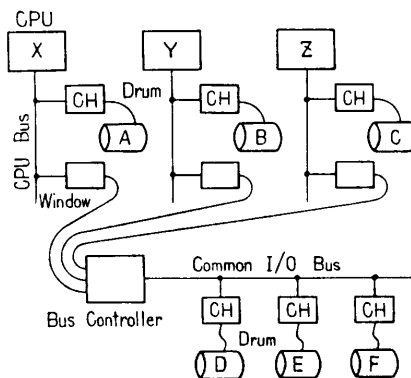 CPU
X
Y
Z
CH
Drum
CH
CH
A
B
C
CPU Bus
Window
Common I/O Bus
Bus Controller
CH
CH
CH
Drum
D
E
F